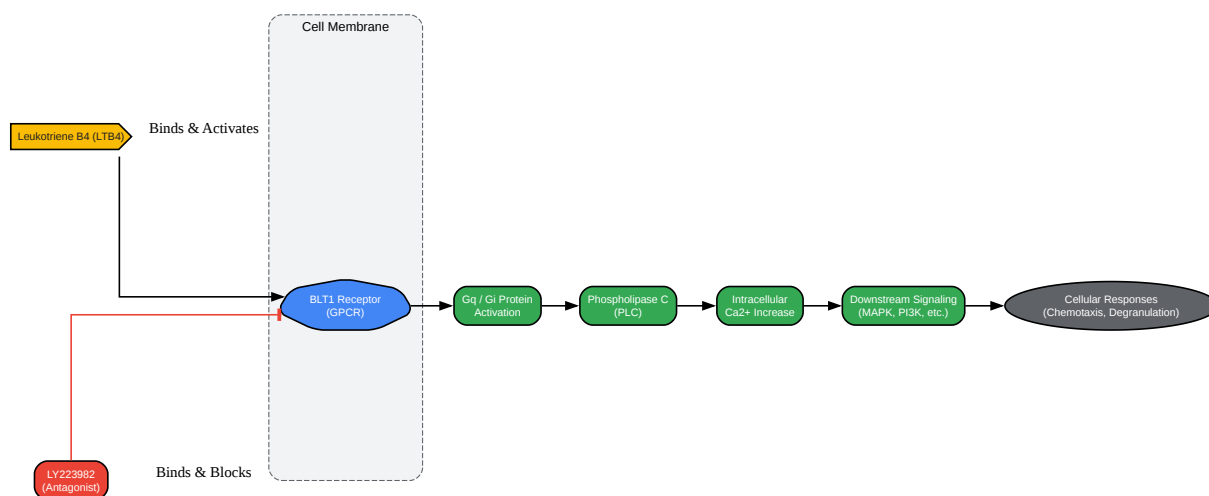 Cell Membrane
Leukotriene B4 (LTB4)
Binds & Activates
BLT1 Receptor
(GPCR)
Gq / Gi Protein
Activation
Phospholipase C
(PLC)
Intracellular
Ca2+ Increase
Downstream Signaling
(MAPK, PI3K, etc.)
Cellular Responses
(Chemotaxis, Degranulation)
LY223982
(Antagonist)
Binds & Blocks